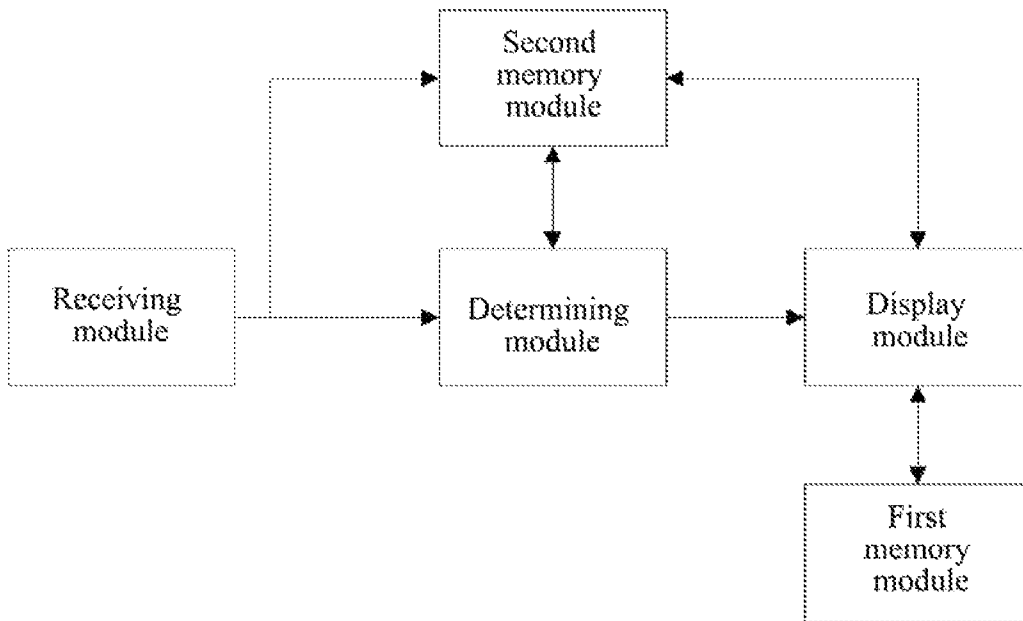 Second
memory
module
Receiving
module
Determining
module
Display
module
First
memory
module